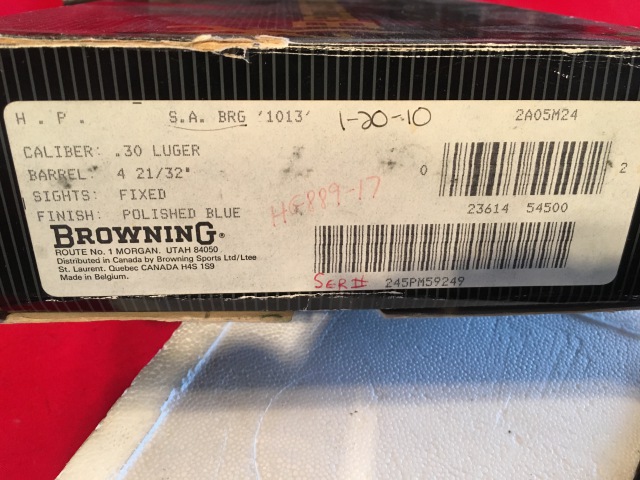 H.P. S.A. BRG '1013' 1-20-10 2A05M24
CALIBER: .30 LUGER
BARREL: 4 21/32"
SIGHTS: FIXED
FINISH: POLISHED BLUE
HG889-17
0 23614 54500 2
BROWNING®
ROUTE No. 1 MORGAN. UTAH 84050
Distributed in Canada by Browning Sports Ltd/Ltee
St. Laurent. Quebec CANADA H4S 1S9
Made in Belgium.
SER# 245PM59249